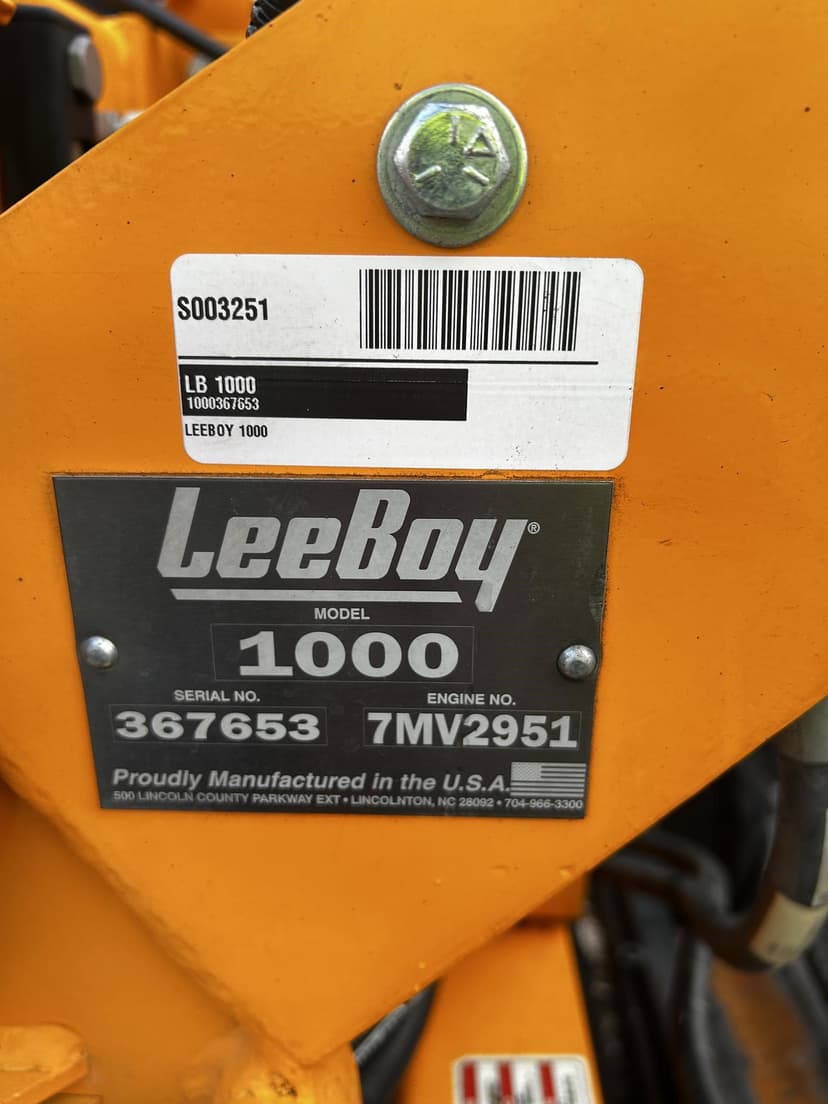 S003251
LB 1000
1000367653
LEEBOY 1000
LeeBoy®
MODEL
1000
SERIAL NO. ENGINE NO.
367653 7MV2951
Proudly Manufactured in the U.S.A.
500 LINCOLN COUNTY PARKWAY EXT • LINCOLNTON, NC 28092 • 704-966-3300